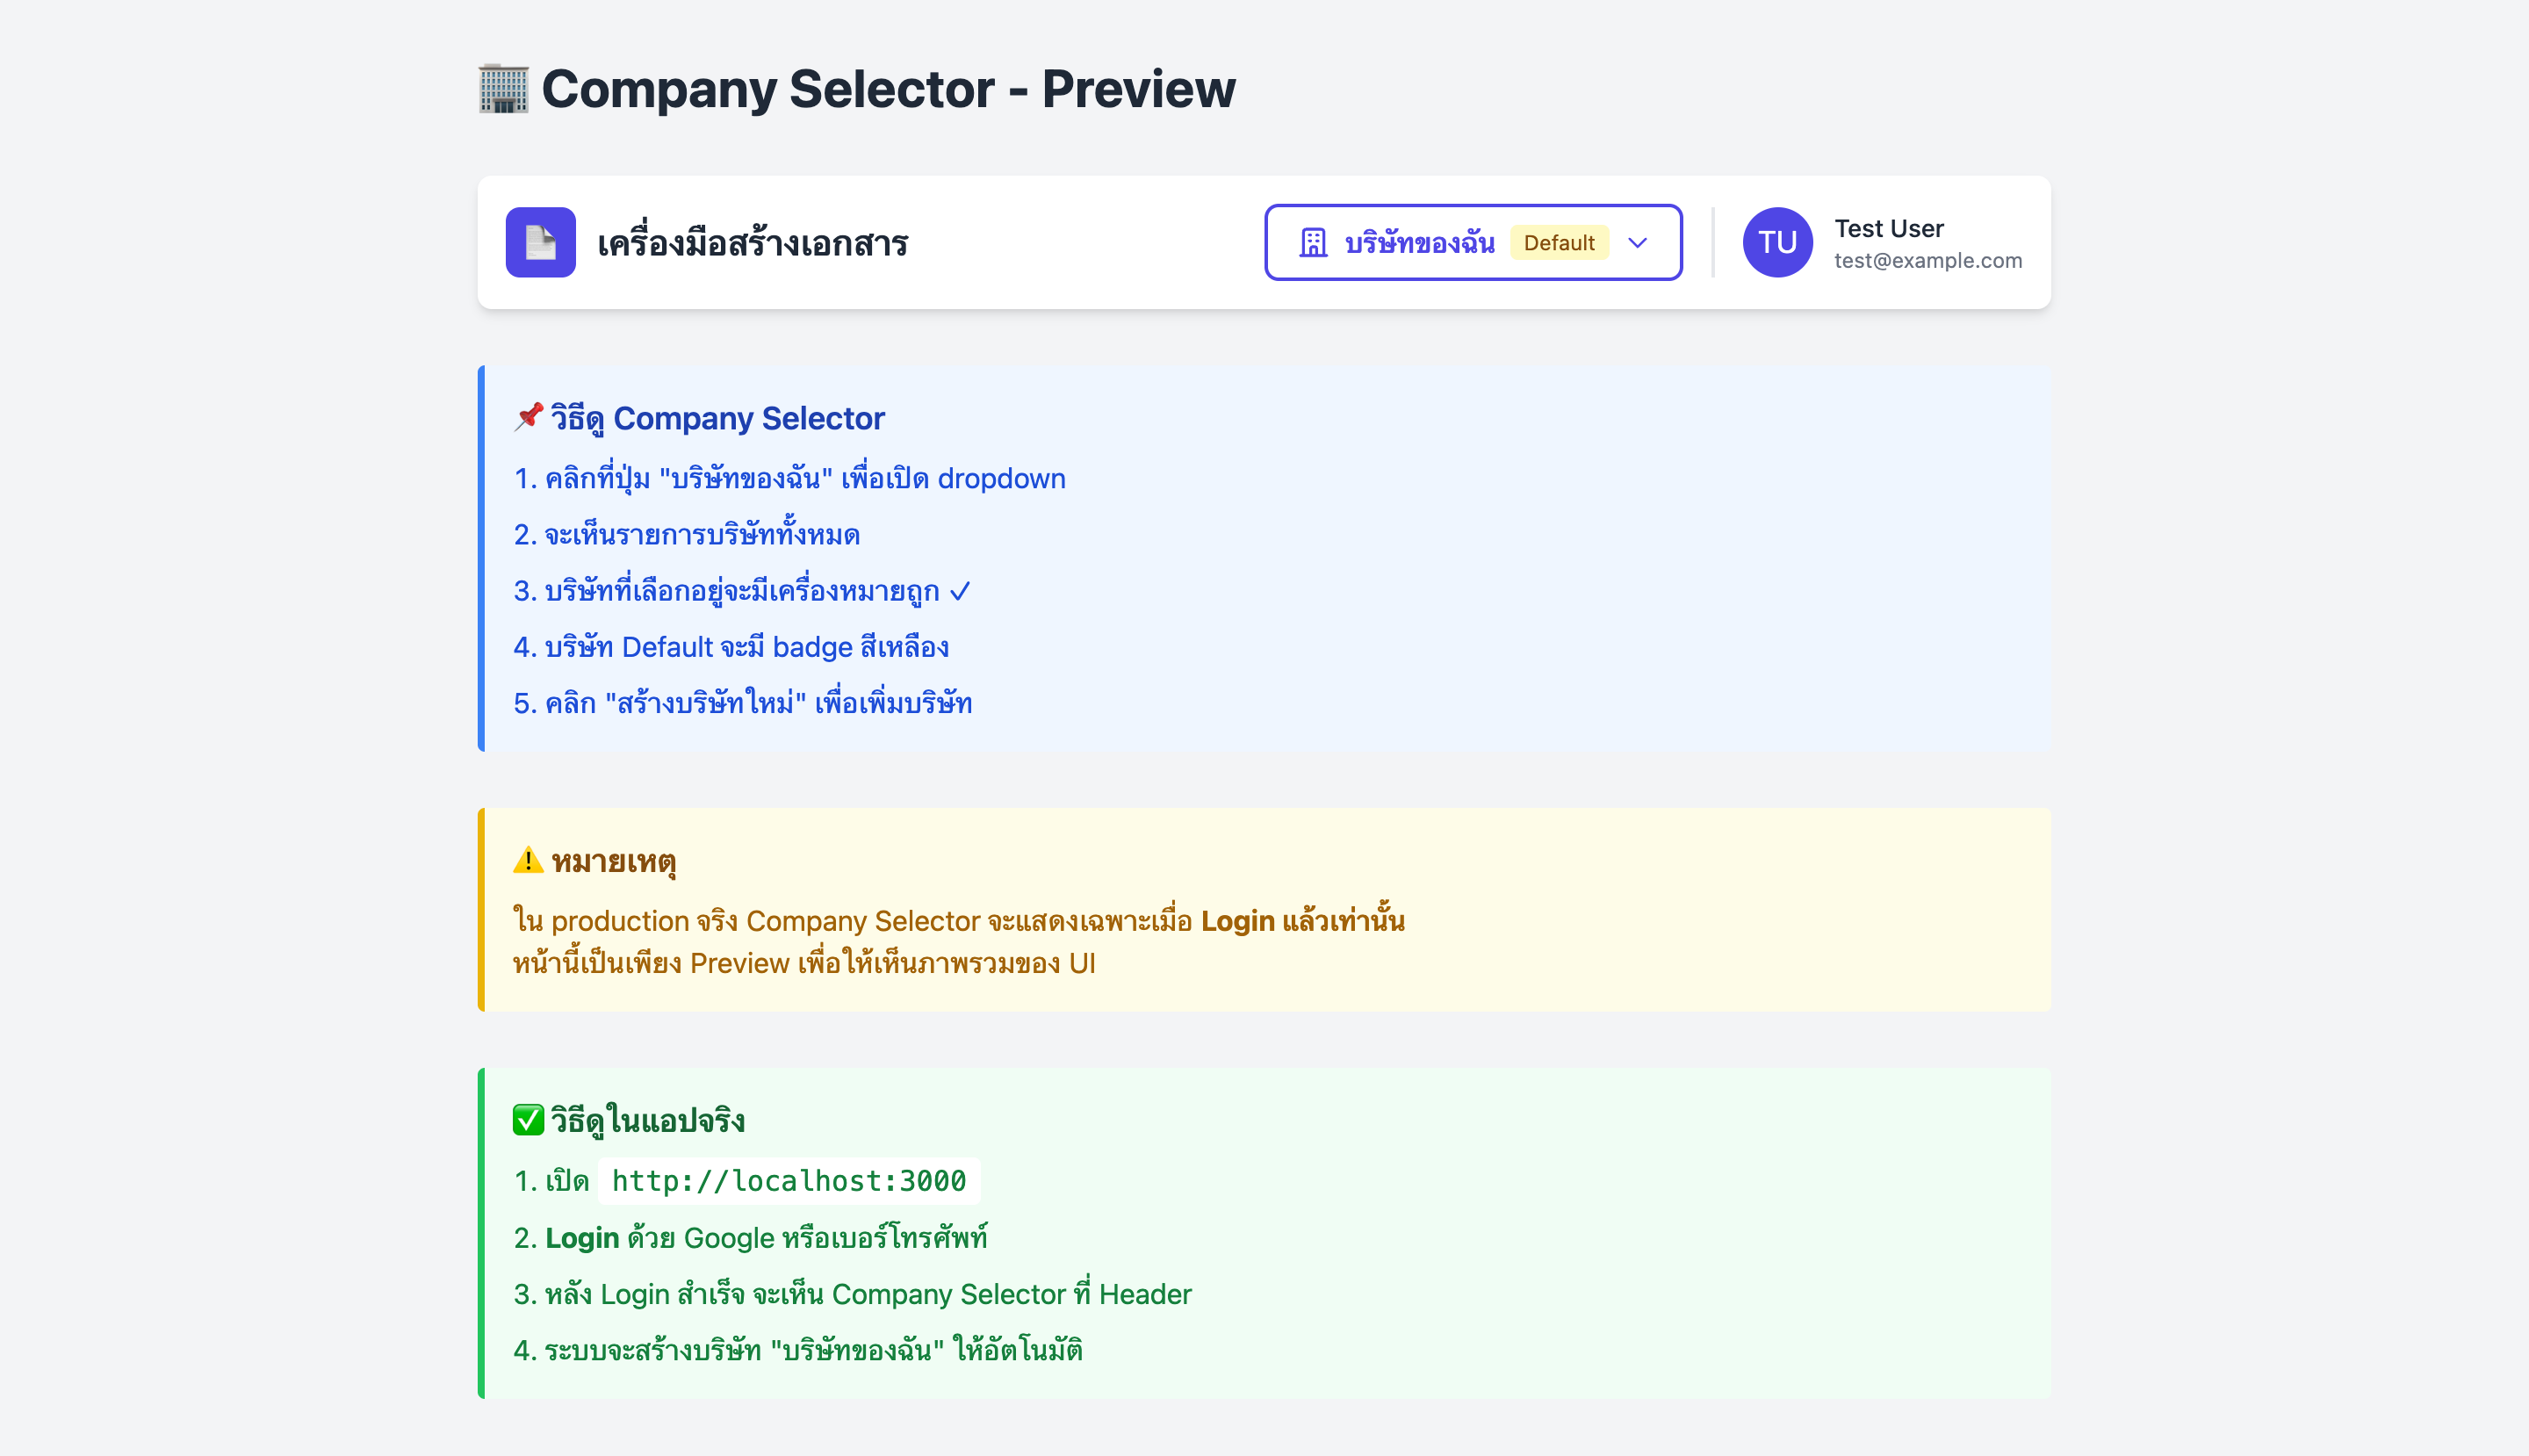 🏢 Company Selector - Preview
เครื่องมือสร้างเอกสาร
บริษัทของฉัน Default
TU
Test User
test@example.com
📌 วิธีดู Company Selector
1. คลิกที่ปุ่ม "บริษัทของฉัน" เพื่อเปิด dropdown
2. จะเห็นรายการบริษัททั้งหมด
3. บริษัทที่เลือกอยู่จะมีเครื่องหมายถูก ✓
4. บริษัท Default จะมี badge สีเหลือง
5. คลิก "สร้างบริษัทใหม่" เพื่อเพิ่มบริษัท
⚠️ หมายเหตุ
ใน production จริง Company Selector จะแสดงเฉพาะเมื่อ Login แล้วเท่านั้น
หน้านี้เป็นเพียง Preview เพื่อให้เห็นภาพรวมของ UI
✅ วิธีดูในแอปจริง
1. เปิด http://localhost:3000
2. Login ด้วย Google หรือเบอร์โทรศัพท์
3. หลัง Login สำเร็จ จะเห็น Company Selector ที่ Header
4. ระบบจะสร้างบริษัท "บริษัทของฉัน" ให้อัตโนมัติ